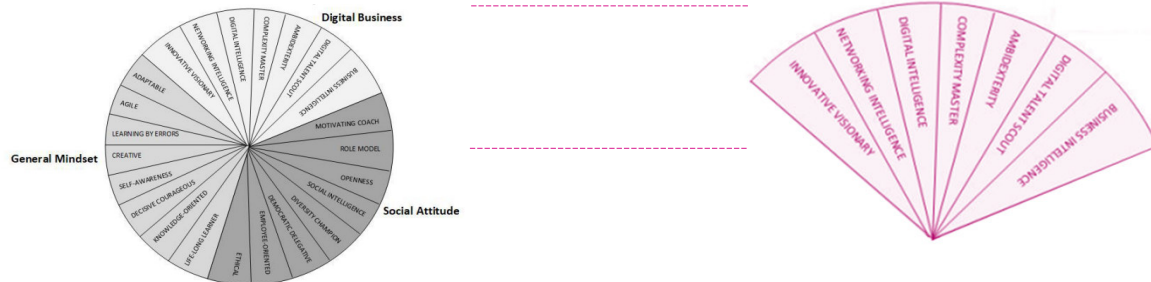 Digital Business
INNOVATIVE VISIONARY
NETWORKING INTELLIGENCE
DIGITAL INTELLIGENCE
COMPLEXITY MASTER
AMBIDEXTERITY
DIGITAL TALENT SCOUT
BUSINESS INTELLIGENCE
MOTIVATING COACH
ROLE MODEL
OPENNESS
SOCIAL INTELLIGENCE
DIVERSITY CHAMPION
DEMOCRATIC DELEGATIVE
EMPLOYEE-ORIENTED
ETHICAL
Social Attitude
General Mindset
ADAPTABLE
AGILE
LEARNING BY ERRORS
CREATIVE
SELF-AWARENESS
DECISIVE COURAGEOUS
KNOWLEDGE-ORIENTED
LIFE-LONG LEARNER
INNOVATIVE VISIONARY
NETWORKING INTELLIGENCE
DIGITAL INTELLIGENCE
COMPLEXITY MASTER
AMBIDEXTERITY
DIGITAL TALENT SCOUT
BUSINESS INTELLIGENCE